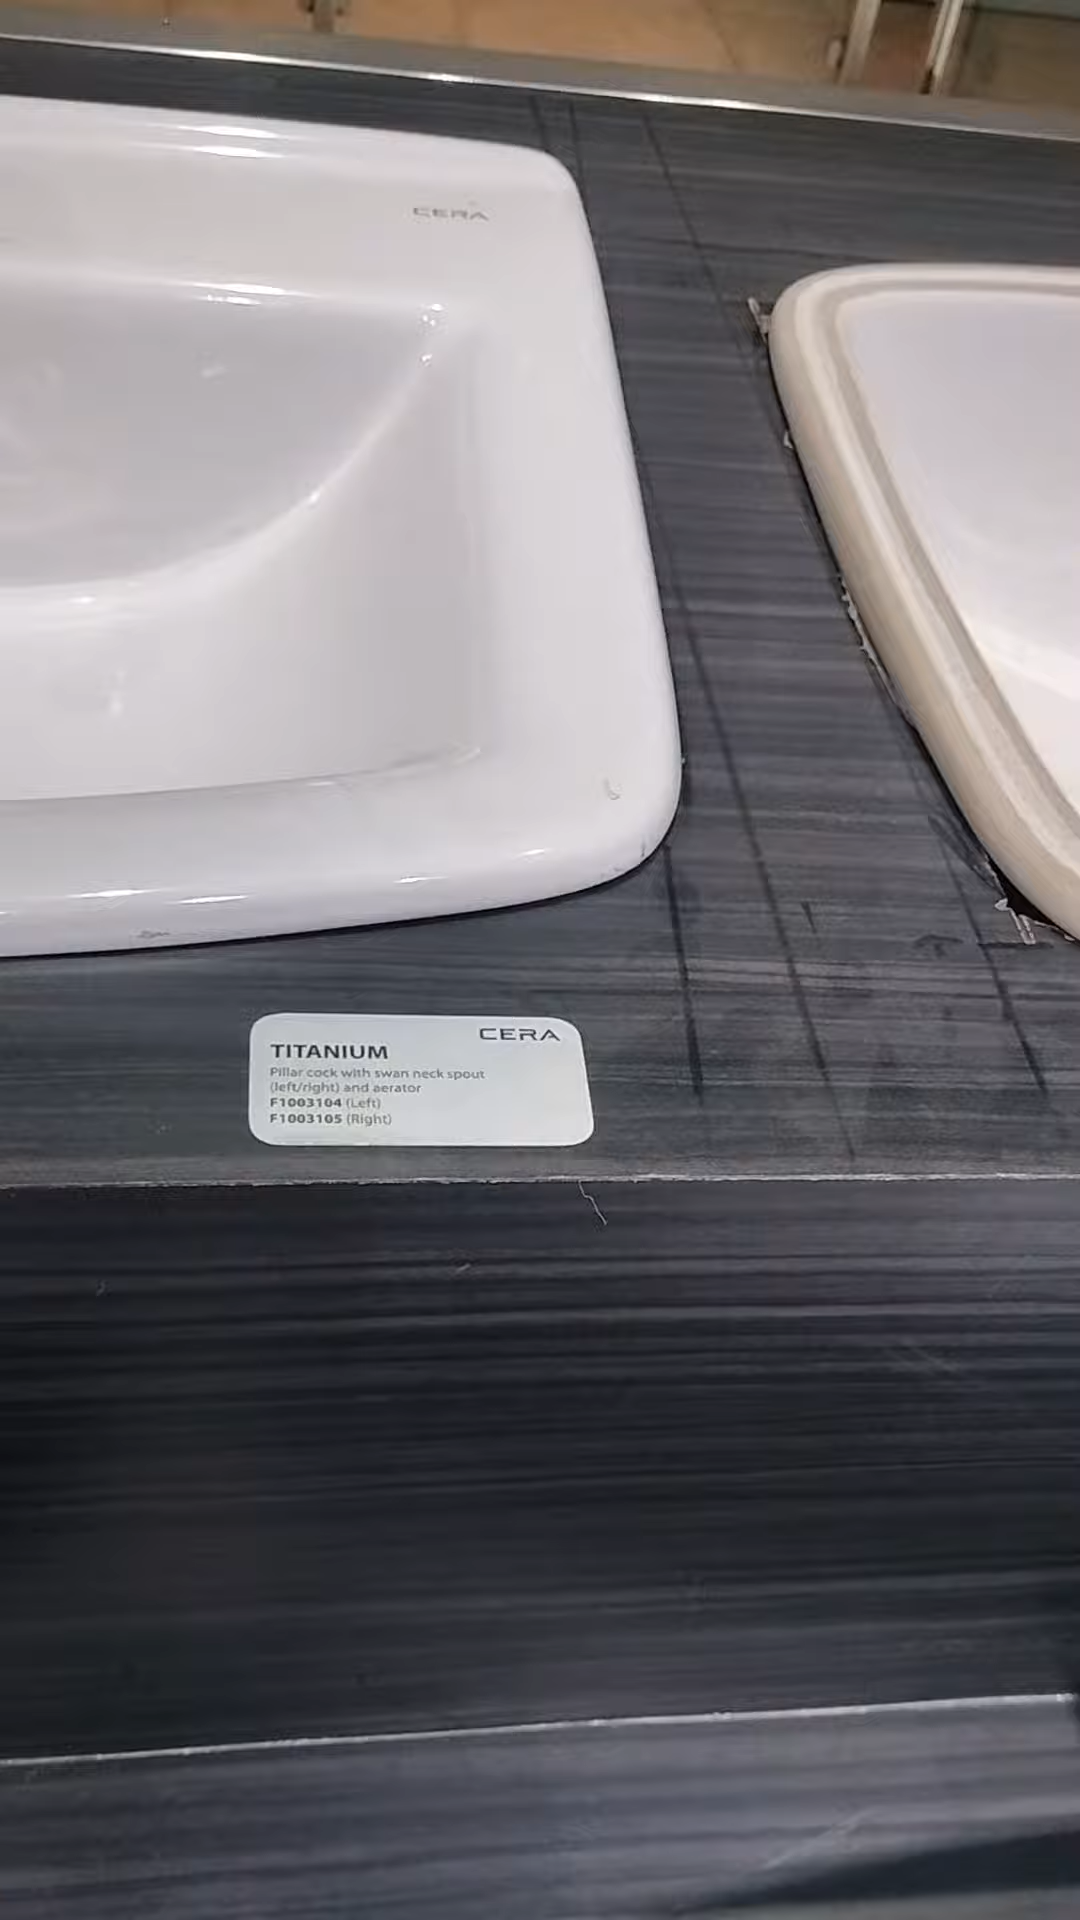 CERA
CERA
TITANIUM
Pillar cock with swan neck spout
(left/right) and aerator
F1003104 (Left)
F1003105 (Right)